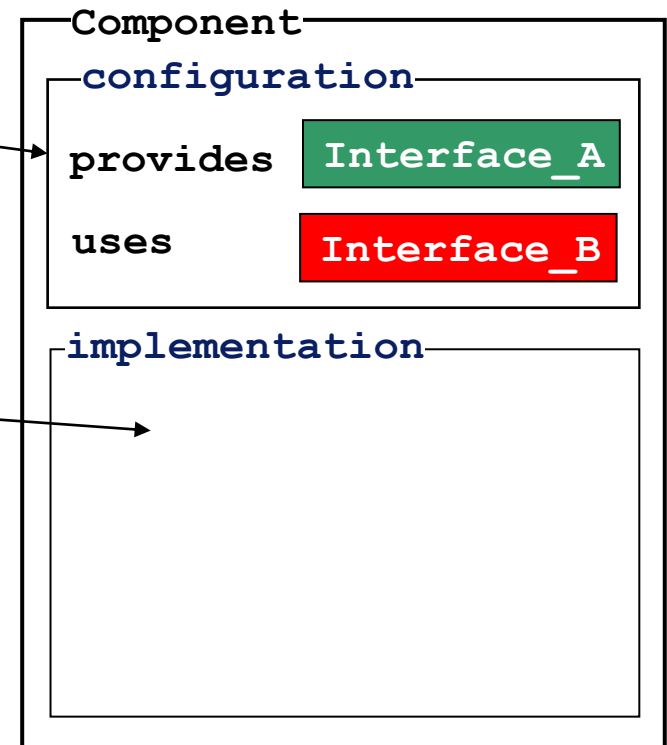 Component
configuration
provides Interface_A
uses Interface_B
implementation